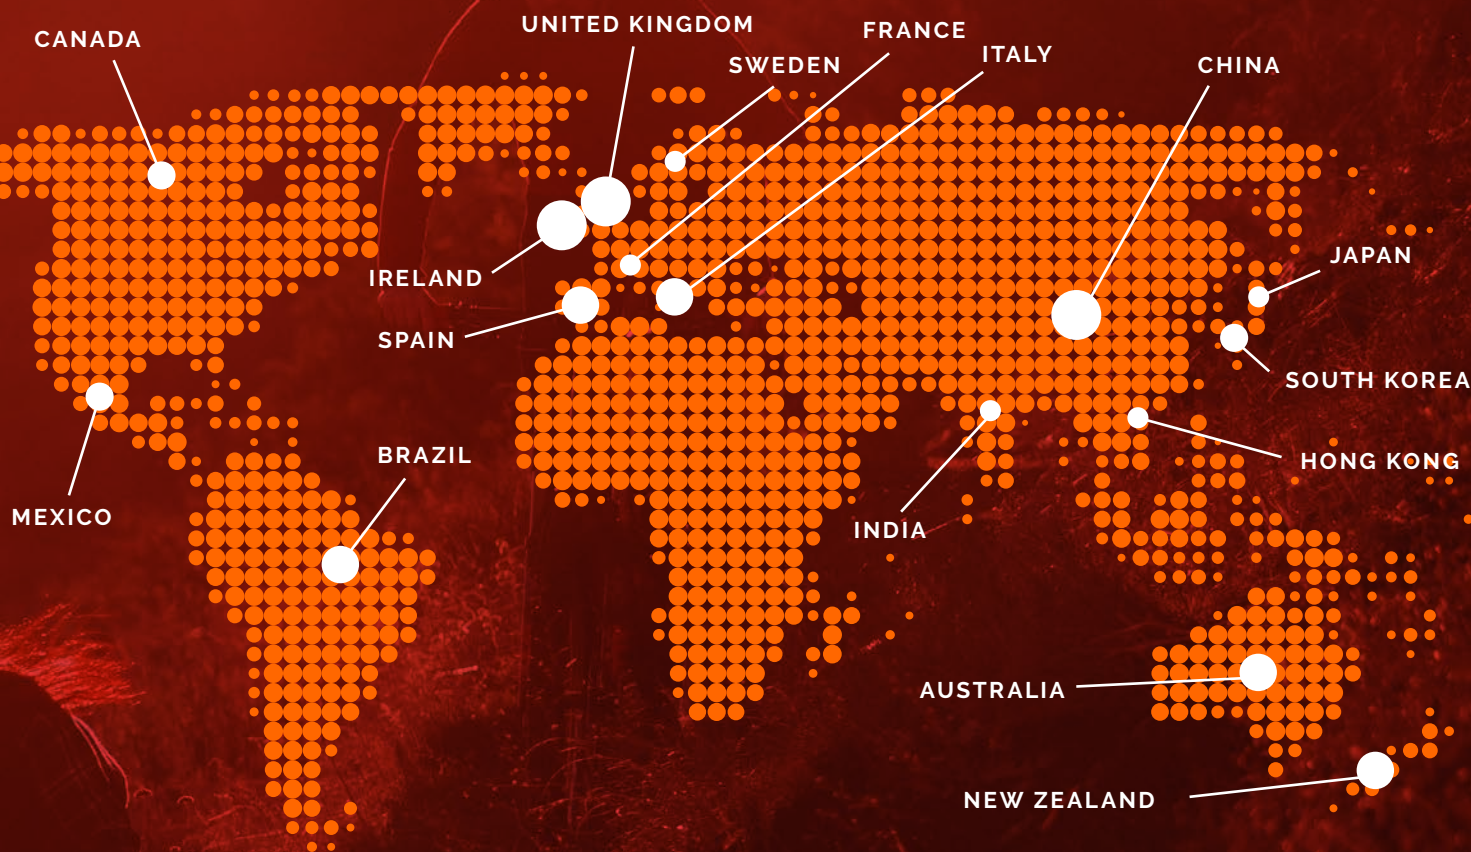 UNITED KINGDOM
FRANCE
CANADA
ITALY
SWEDEN
CHINA
JAPAN
IRELAND
SPAIN
SOUTH KOREA
BRAZIL
HONG KONG
MEXICO
INDIA
AUSTRALIA
NEW ZEALAND